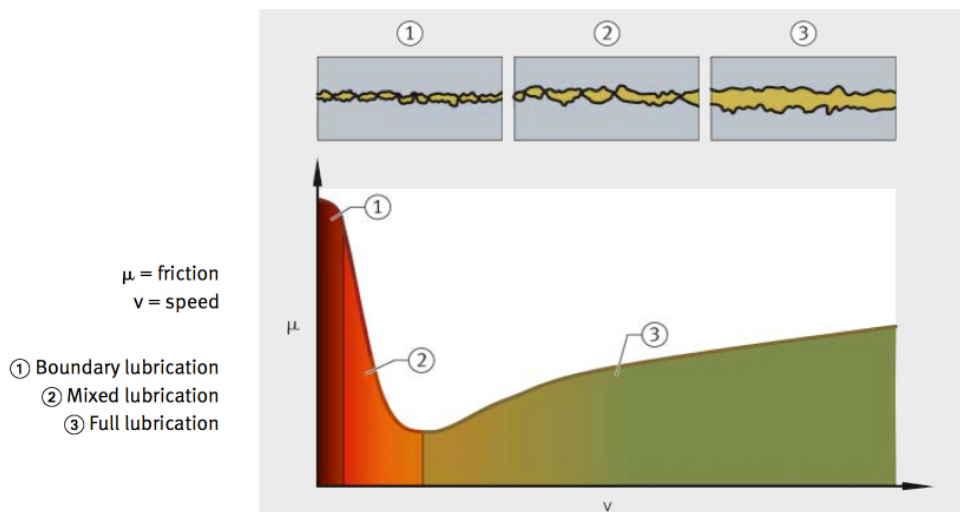 ① ② ③
①
μ = friction
v = speed
μ
③
② 
① Boundary lubrication
② Mixed lubrication
③ Full lubrication
v